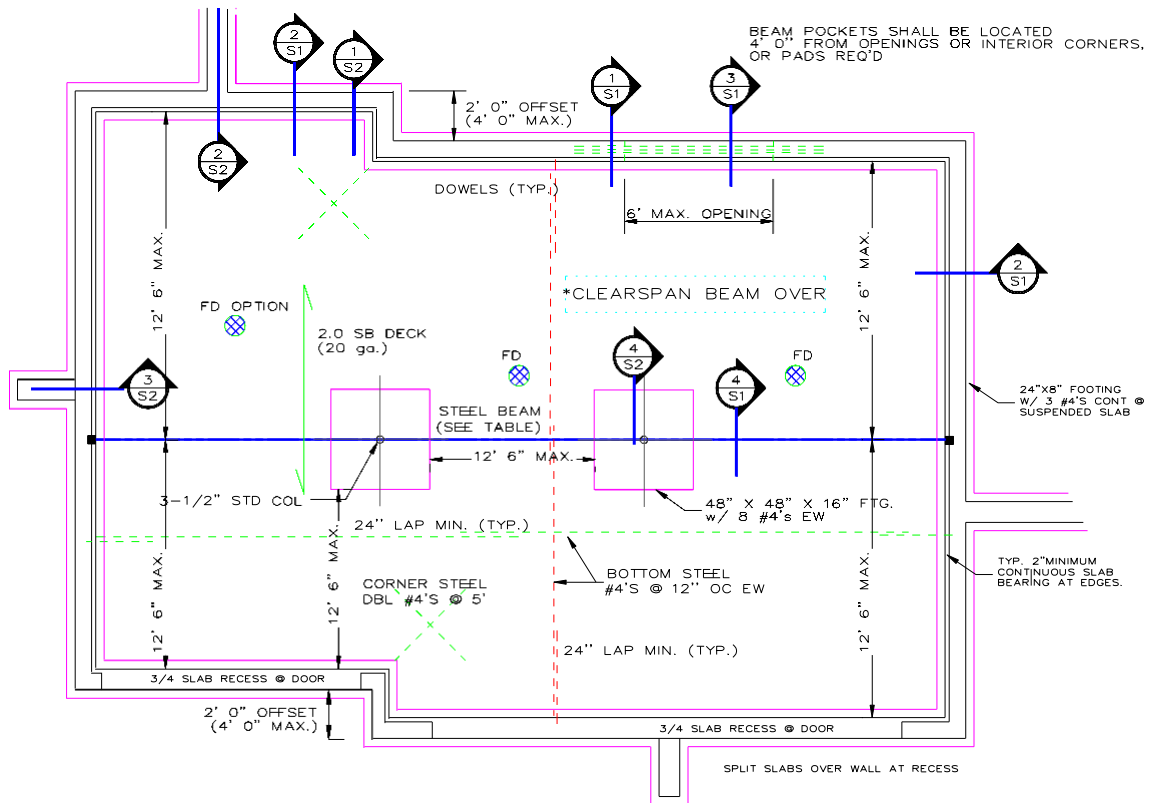 BEAM POCKETS SHALL BE LOCATED
4' 0" FROM OPENINGS OR INTERIOR CORNERS,
OR PADS REQ'D
2
S1
1
S2
1
S1
3
S1
2' 0" OFFSET
(4' 0" MAX.)
2
S2
DOWELS (TYP.)
6' MAX. OPENING
12' 6" MAX.
12' 6" MAX.
2
S1
*CLEARSPAN BEAM OVER
FD OPTION
2.0 SB DECK
(20 ga.)
FD
4
S2
FD
3
S2
4
S1
24"X8" FOOTING
W/ 3 #4'S CONT @
SUSPENDED SLAB
STEEL BEAM
(SEE TABLE)
12' 6" MAX.
3-1/2" STD COL
48" X 48" X 16" FTG.
w/ 8 #4's EW
24" LAP MIN. (TYP.)
12' 6" MAX.
12' 6" MAX.
12' 6" MAX.
TYP. 2"MINIMUM
CONTINUOUS SLAB
BEARING AT EDGES.
BOTTOM STEEL
#4'S @ 12" OC EW
CORNER STEEL
DBL #4'S @ 5'
24" LAP MIN. (TYP.)
3/4 SLAB RECESS @ DOOR
2' 0" OFFSET
(4' 0" MAX.)
3/4 SLAB RECESS @ DOOR
SPLIT SLABS OVER WALL AT RECESS